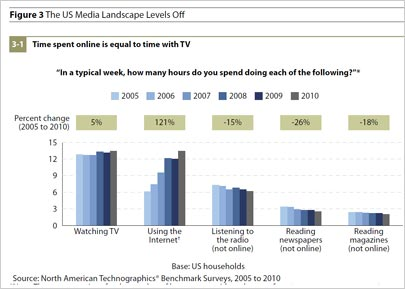 Figure 3 The US Media Landscape Levels Off
3-1 Time spent online is equal to time with TV
"In a typical week, how many hours do you spend doing each of the following?"*
2005 2006 2007 2008 2009 2010
Percent change
(2005 to 2010)
5% 121% -15% -26% -18%
15
12
9
6
3
0
Watching TV
Using the
Internet†
Listening to
the radio
(not online)
Reading
newspapers
(not online)
Reading
magazines
(not online)
Base: US households
Source: North American Technographics® Benchmark Surveys, 2005 to 2010